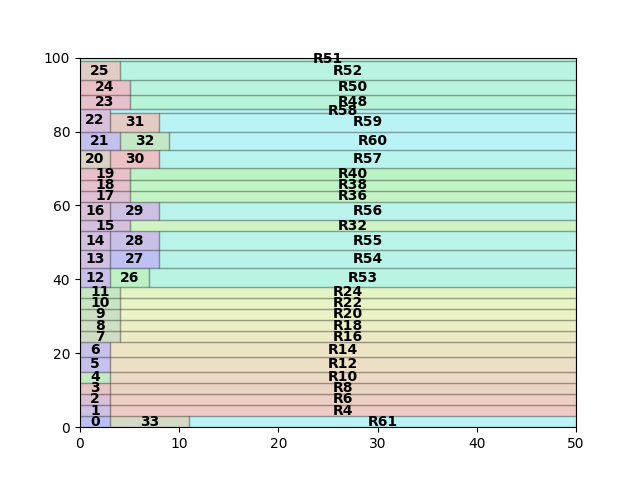 100
R51
25 R52
24 R50
23 R48
R58
22 31 R59
80
21 32 R60
20 30 R57
19 R40
18 R38
17 R36
60
16 29 R56
15 R32
14 28 R55
13 27 R54
40
12 26 R53
11 R24
10 R22
9 R20
8 R18
7 R16
20
6 R14
5 R12
4 R10
3 R8
2 R6
1 R4
0
0 33 R61
0 10 20 30 40 50